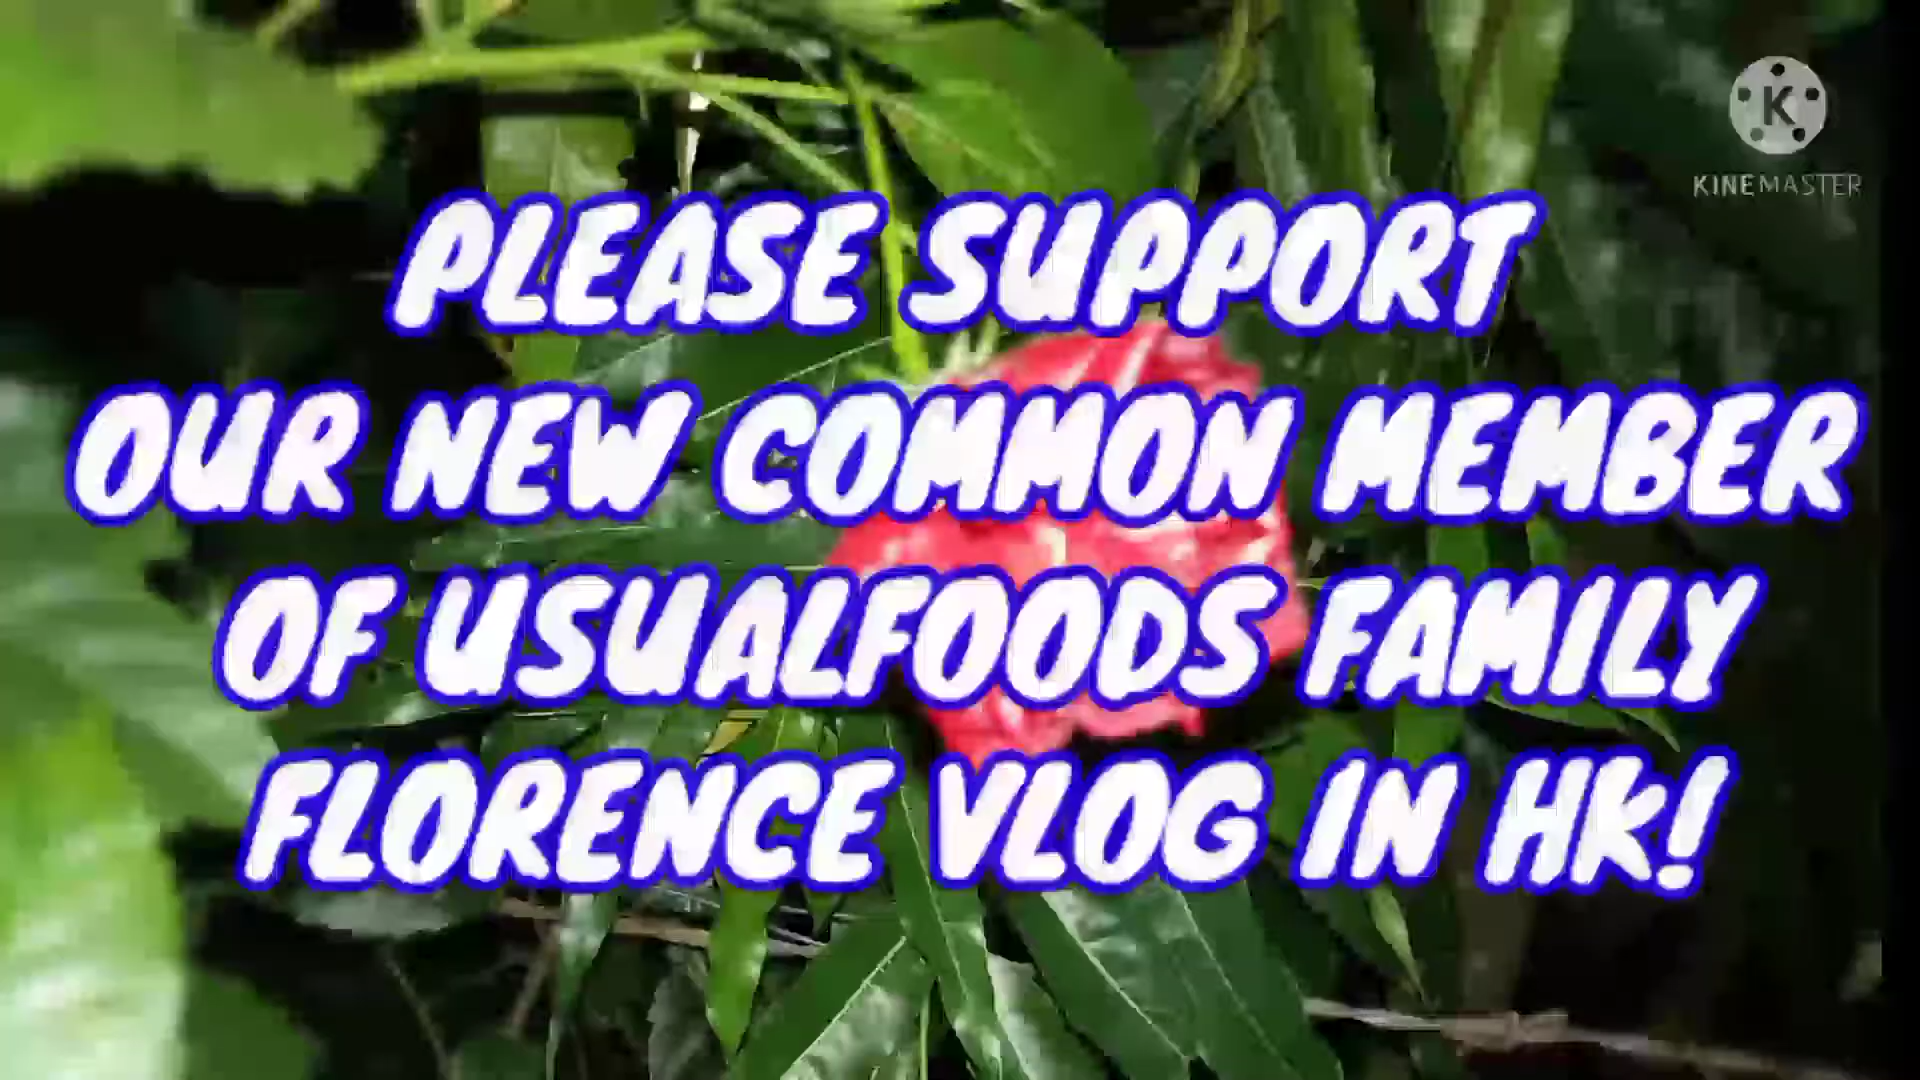 K
KINEMASTER
PLEASE SUPPORT
OUR NEW COMMON MEMBER
OF USUALFOODS FAMILY
FLORENCE VLOG IN HK!